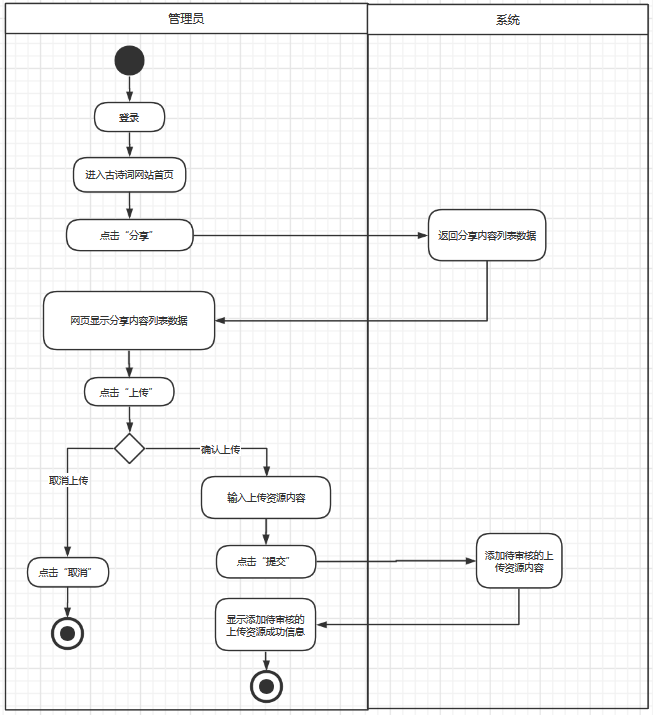 管理员
系统
登录
进入古诗词网站首页
点击“分享”
返回分享内容列表数据
网页显示分享内容列表数据
点击“上传”
确认上传
取消上传
输入上传资源内容
点击“提交”
添加待审核的上
传资源内容
点击“取消”
显示添加待审核的
上传资源成功信息